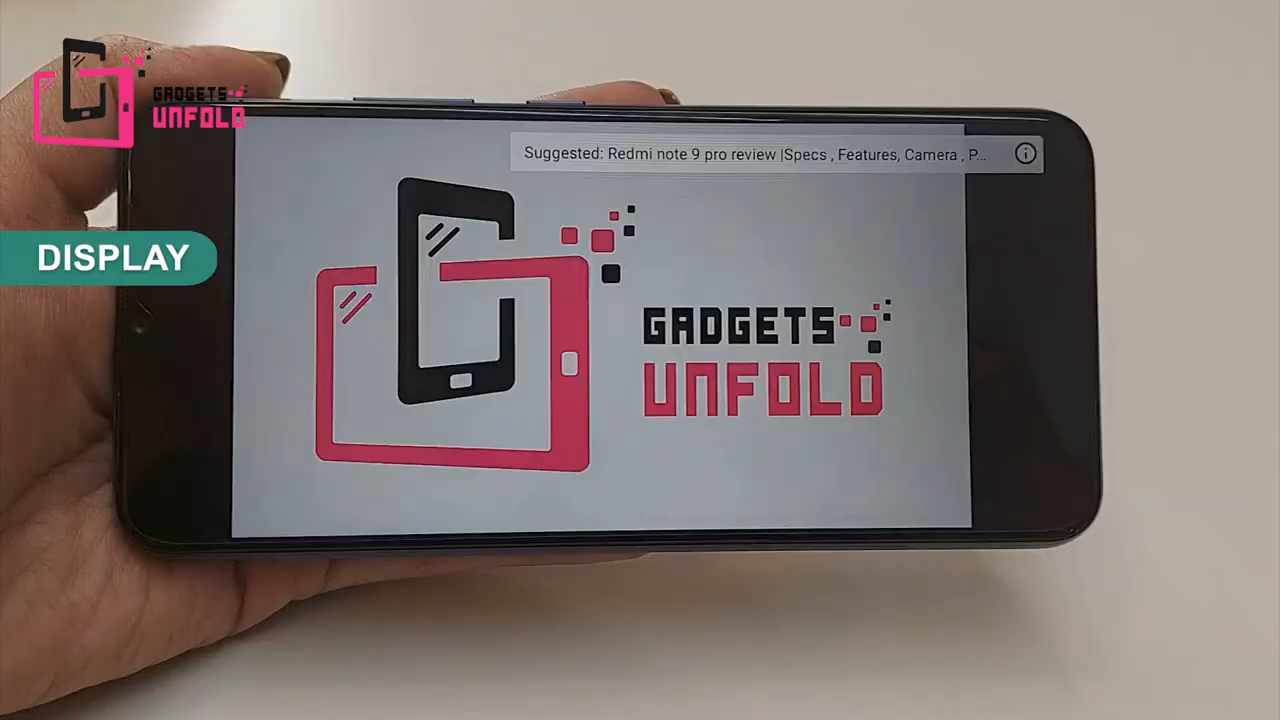 GADGETS
UNFOLD
Suggested: Redmi note 9 pro review |Specs , Features, Camera , P...
DISPLAY
GADGETS
UNFOLD